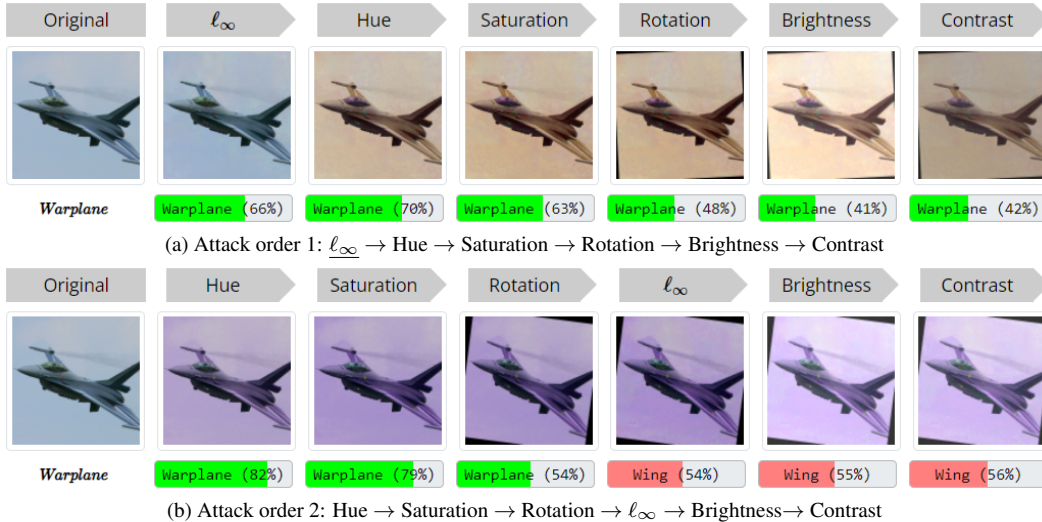 Original ℓ∞ Hue Saturation Rotation Brightness Contrast
Warplane Warplane (66%) Warplane (70%) Warplane (63%) Warplane (48%) Warplane (41%) Warplane (42%)
(a) Attack order 1: ℓ∞ → Hue → Saturation → Rotation → Brightness → Contrast
Original Hue Saturation Rotation ℓ∞ Brightness Contrast
Warplane Warplane (82%) Warplane (79%) Warplane (54%) Wing (54%) Wing (55%) Wing (56%)
(b) Attack order 2: Hue → Saturation → Rotation → ℓ∞ → Brightness→ Contrast